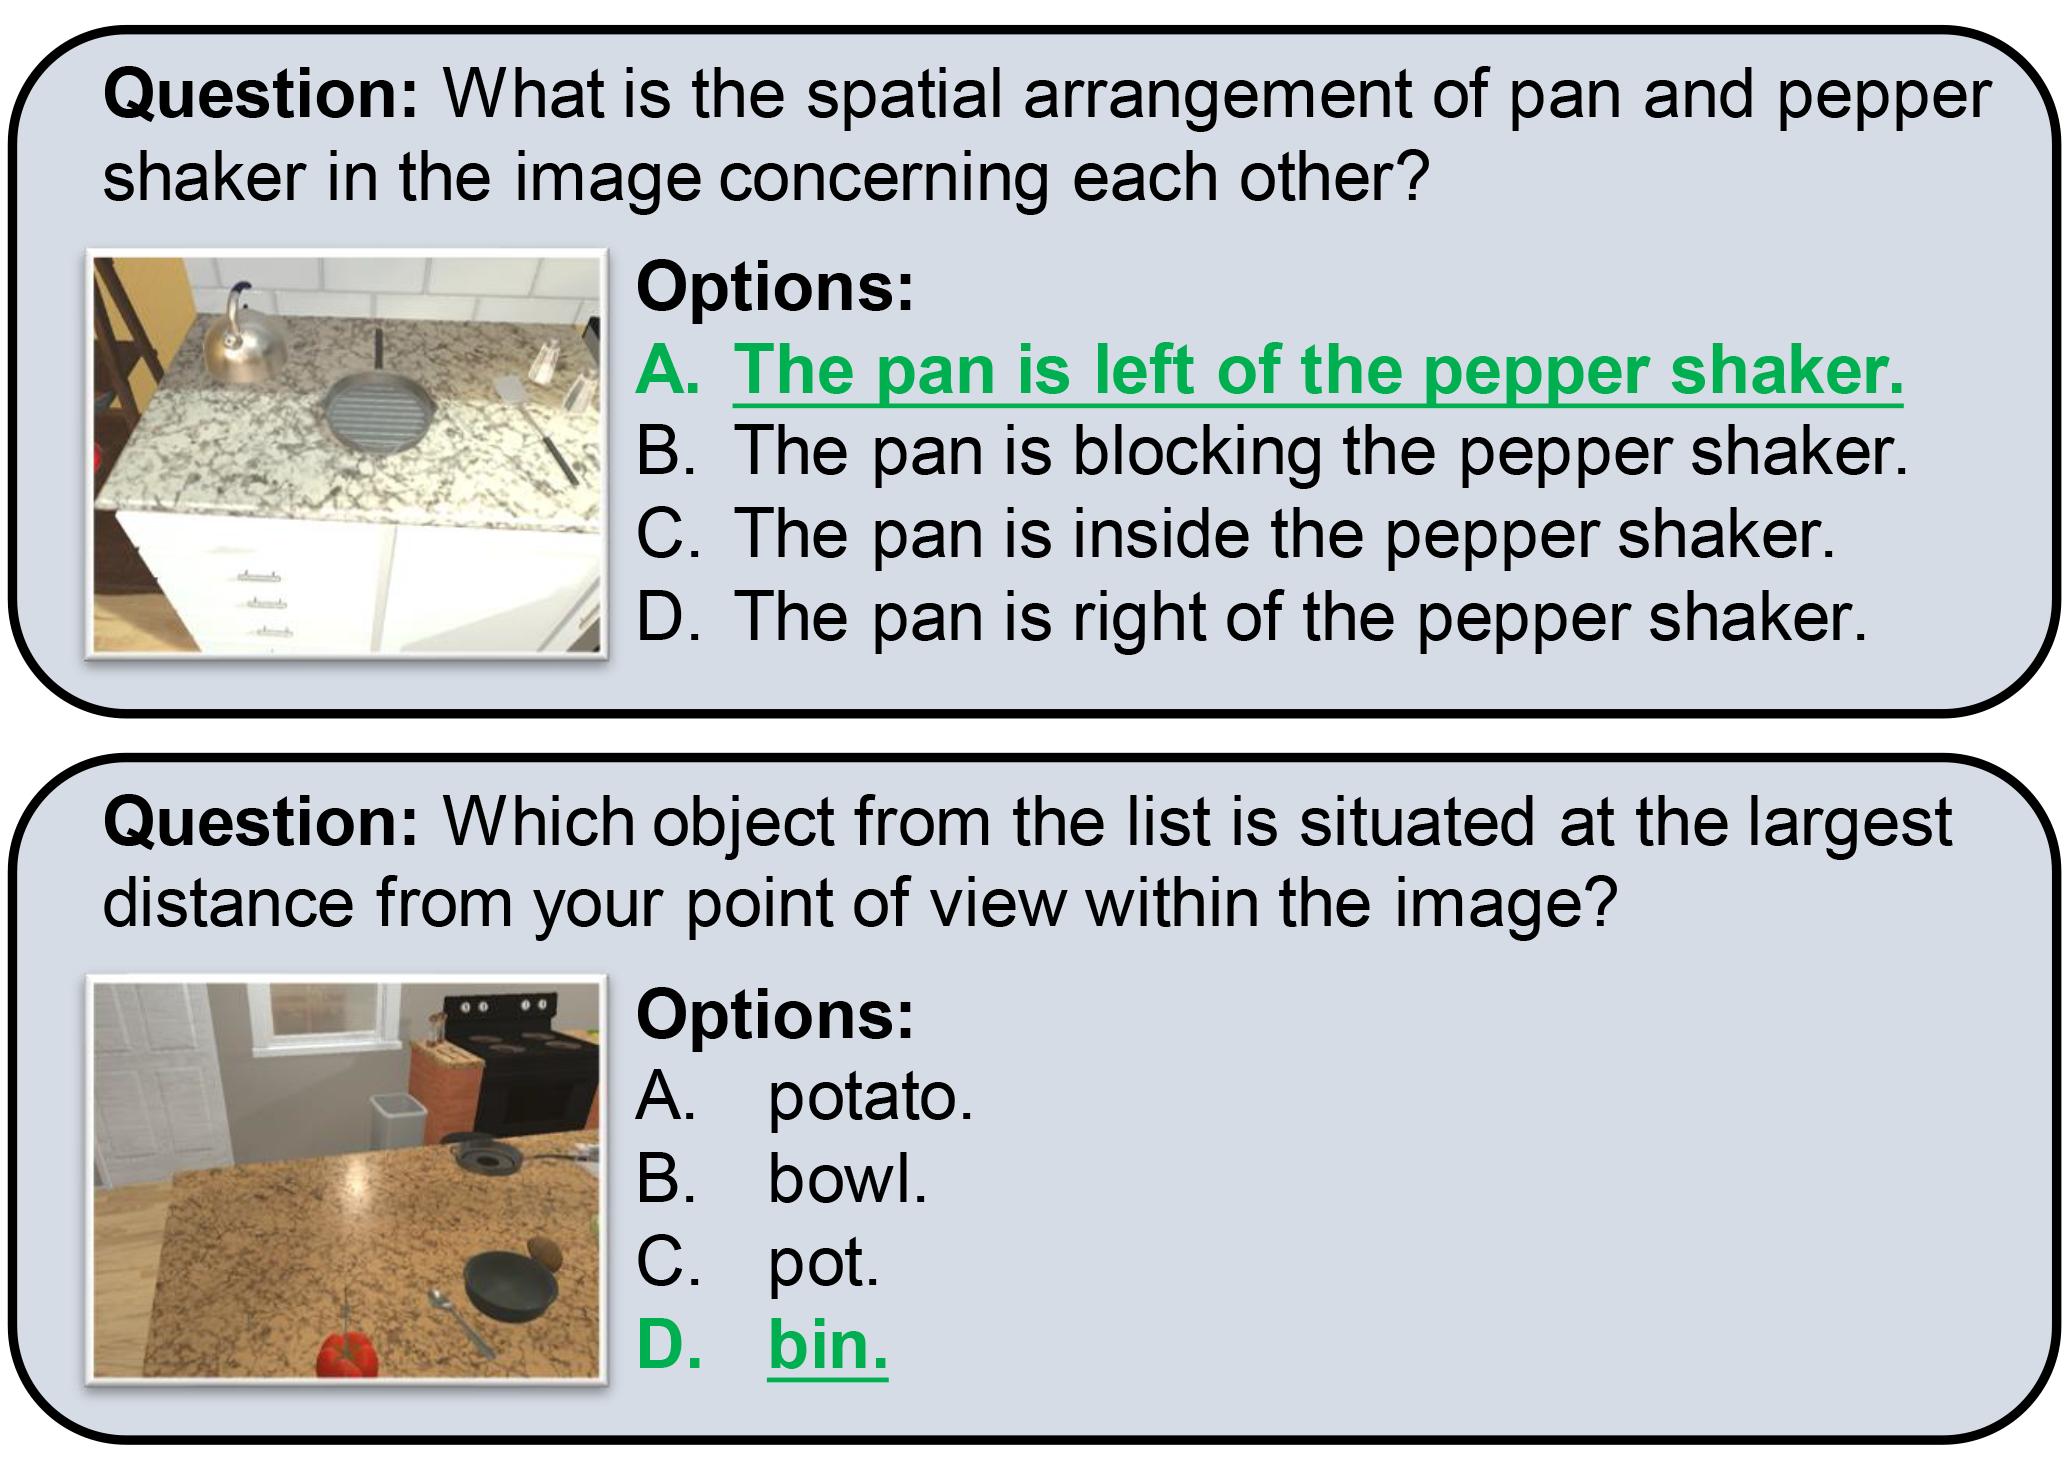 Question: What is the spatial arrangement of pan and pepper
shaker in the image concerning each other?
Options:
A. The pan is left of the pepper shaker.
B. The pan is blocking the pepper shaker.
C. The pan is inside the pepper shaker.
D. The pan is right of the pepper shaker.
Question: Which object from the list is situated at the largest
distance from your point of view within the image?
Options:
A. potato.
B. bowl.
C. pot.
D. bin.